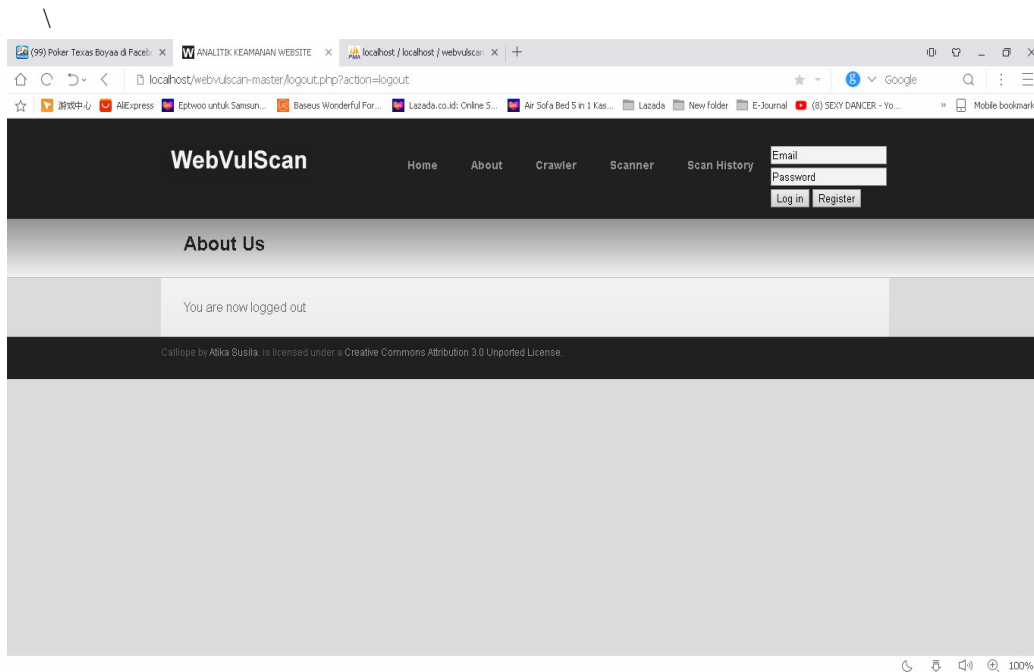 \
(99) Poker Texas Boyaa di Faceb
ANALITIK KEAMANAN WEBSITE
localhost / localhost / webvulscan
localhost/webvulscan-master/logout.php?action=logout
Google
游戏中心
AliExpress
Eptwoo untuk Samsun...
Baseus Wonderful For...
Lazada.co.id: Online S...
Air Sofa Bed 5 in 1 Kas...
Lazada
New folder
E-Journal
(8) SEXY DANCER - Yo...
»
Mobile bookmark
WebVulScan
Home
About
Crawler
Scanner
Scan History
Email
Password
Log in
Register
About Us
You are now logged out
Calliope by Atika Susila. is licensed under a Creative Commons Attribution 3.0 Unported License.
100%